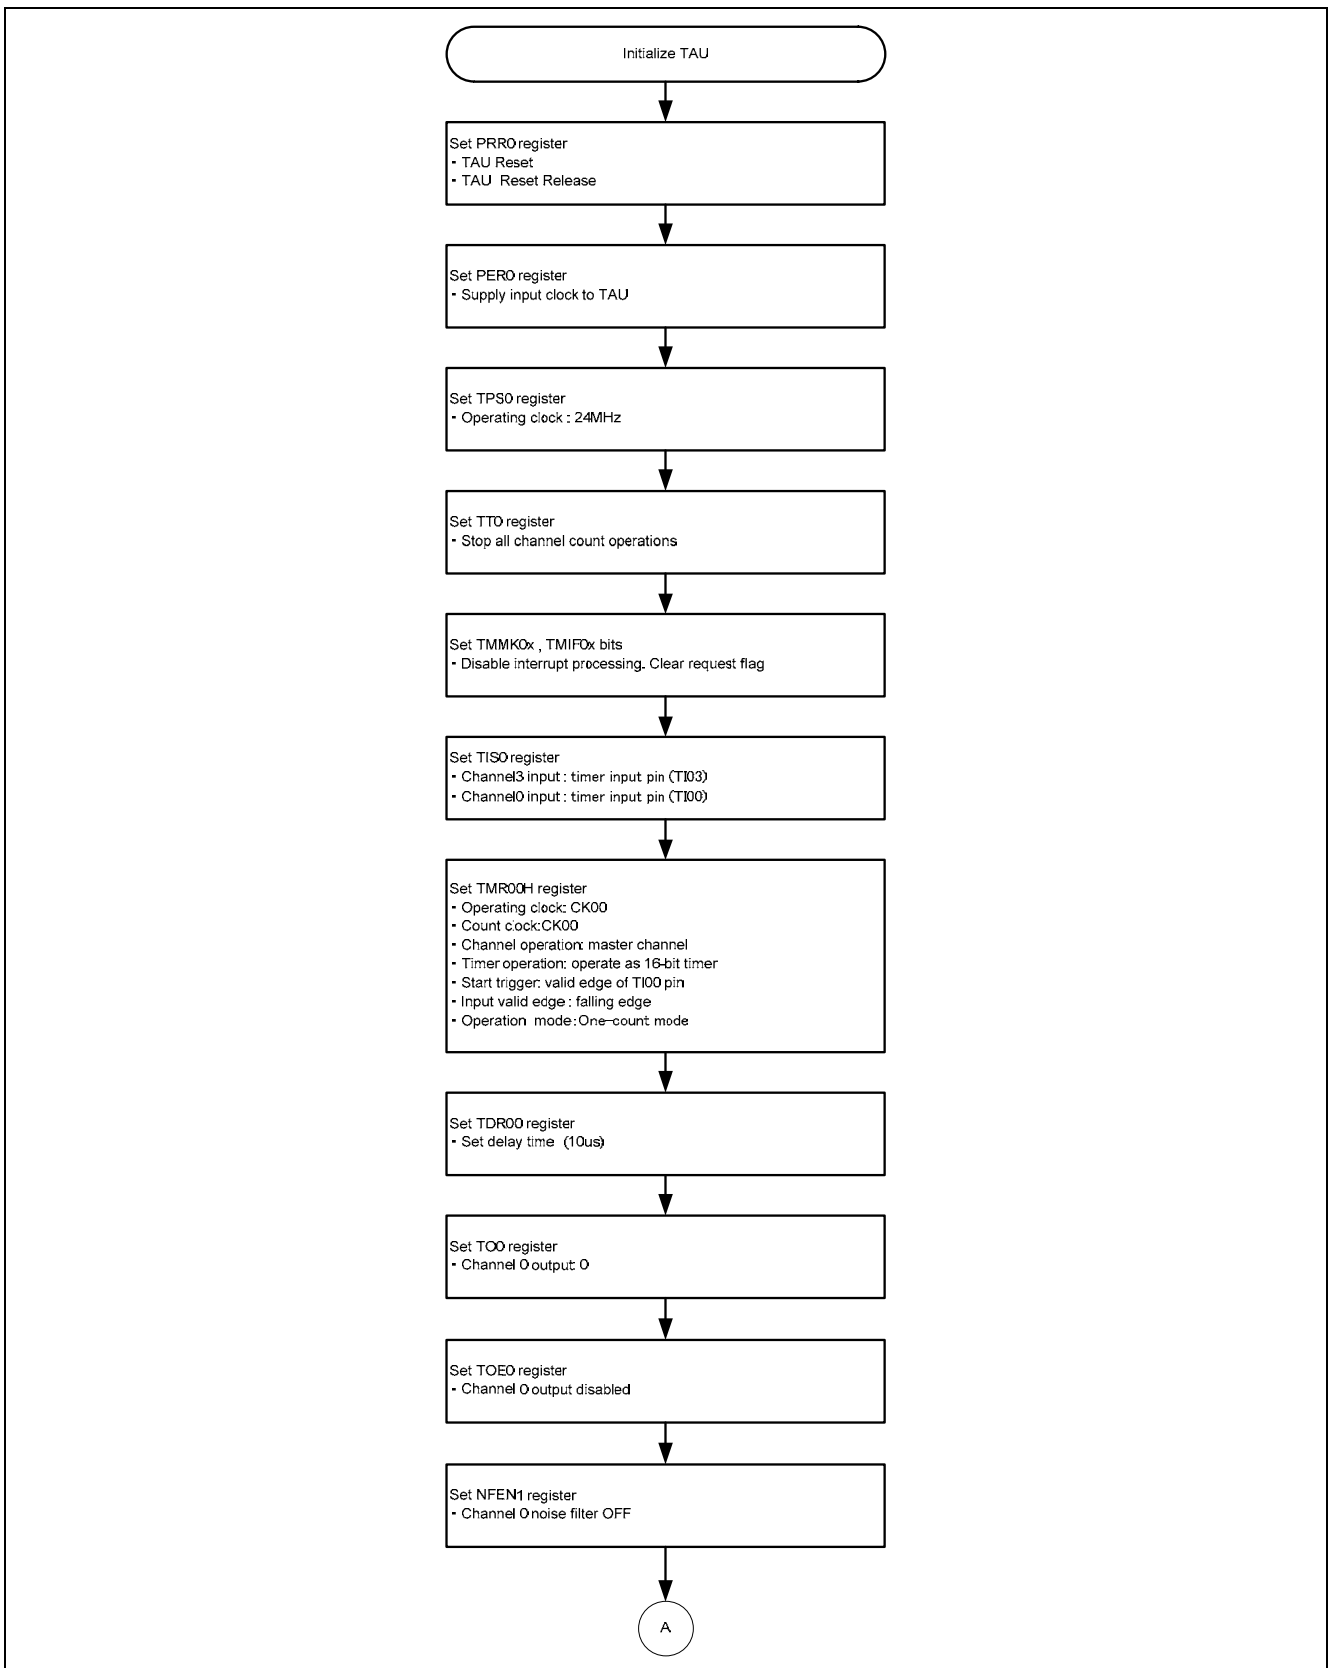 Initialize TAU
Set PRR0 register
- TAU Reset
- TAU Reset Release
Set PER0 register
- Supply input clock to TAU
Set TPS0 register
- Operating clock : 24MHz
Set TT0 register
- Stop all channel count operations
Set TMMK0x , TMIF0x bits
- Disable interrupt processing. Clear request flag
Set TIS0 register
- Channel3 input : timer input pin (TI03)
- Channel0 input : timer input pin (TI00)
Set TMR00H register
- Operating clock: CK00
- Count clock:CK00
- Channel operation: master channel
- Timer operation: operate as 16-bit timer
- Start trigger: valid edge of TI00 pin
- Input valid edge : falling edge
- Operation mode:One-count mode
Set TDR00 register
- Set delay time (10us)
Set TO0 register
- Channel 0 output: 0
Set TOE0 register
- Channel 0 output disabled
Set NFEN1 register
- Channel 0 noise filter OFF
A